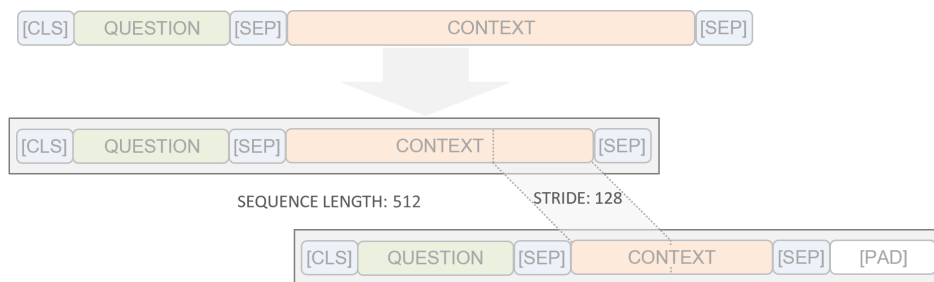 [CLS] QUESTION [SEP] CONTEXT [SEP]
[CLS] QUESTION [SEP] CONTEXT [SEP]
SEQUENCE LENGTH: 512 STRIDE: 128
[CLS] QUESTION [SEP] CONTEXT [SEP] [PAD]